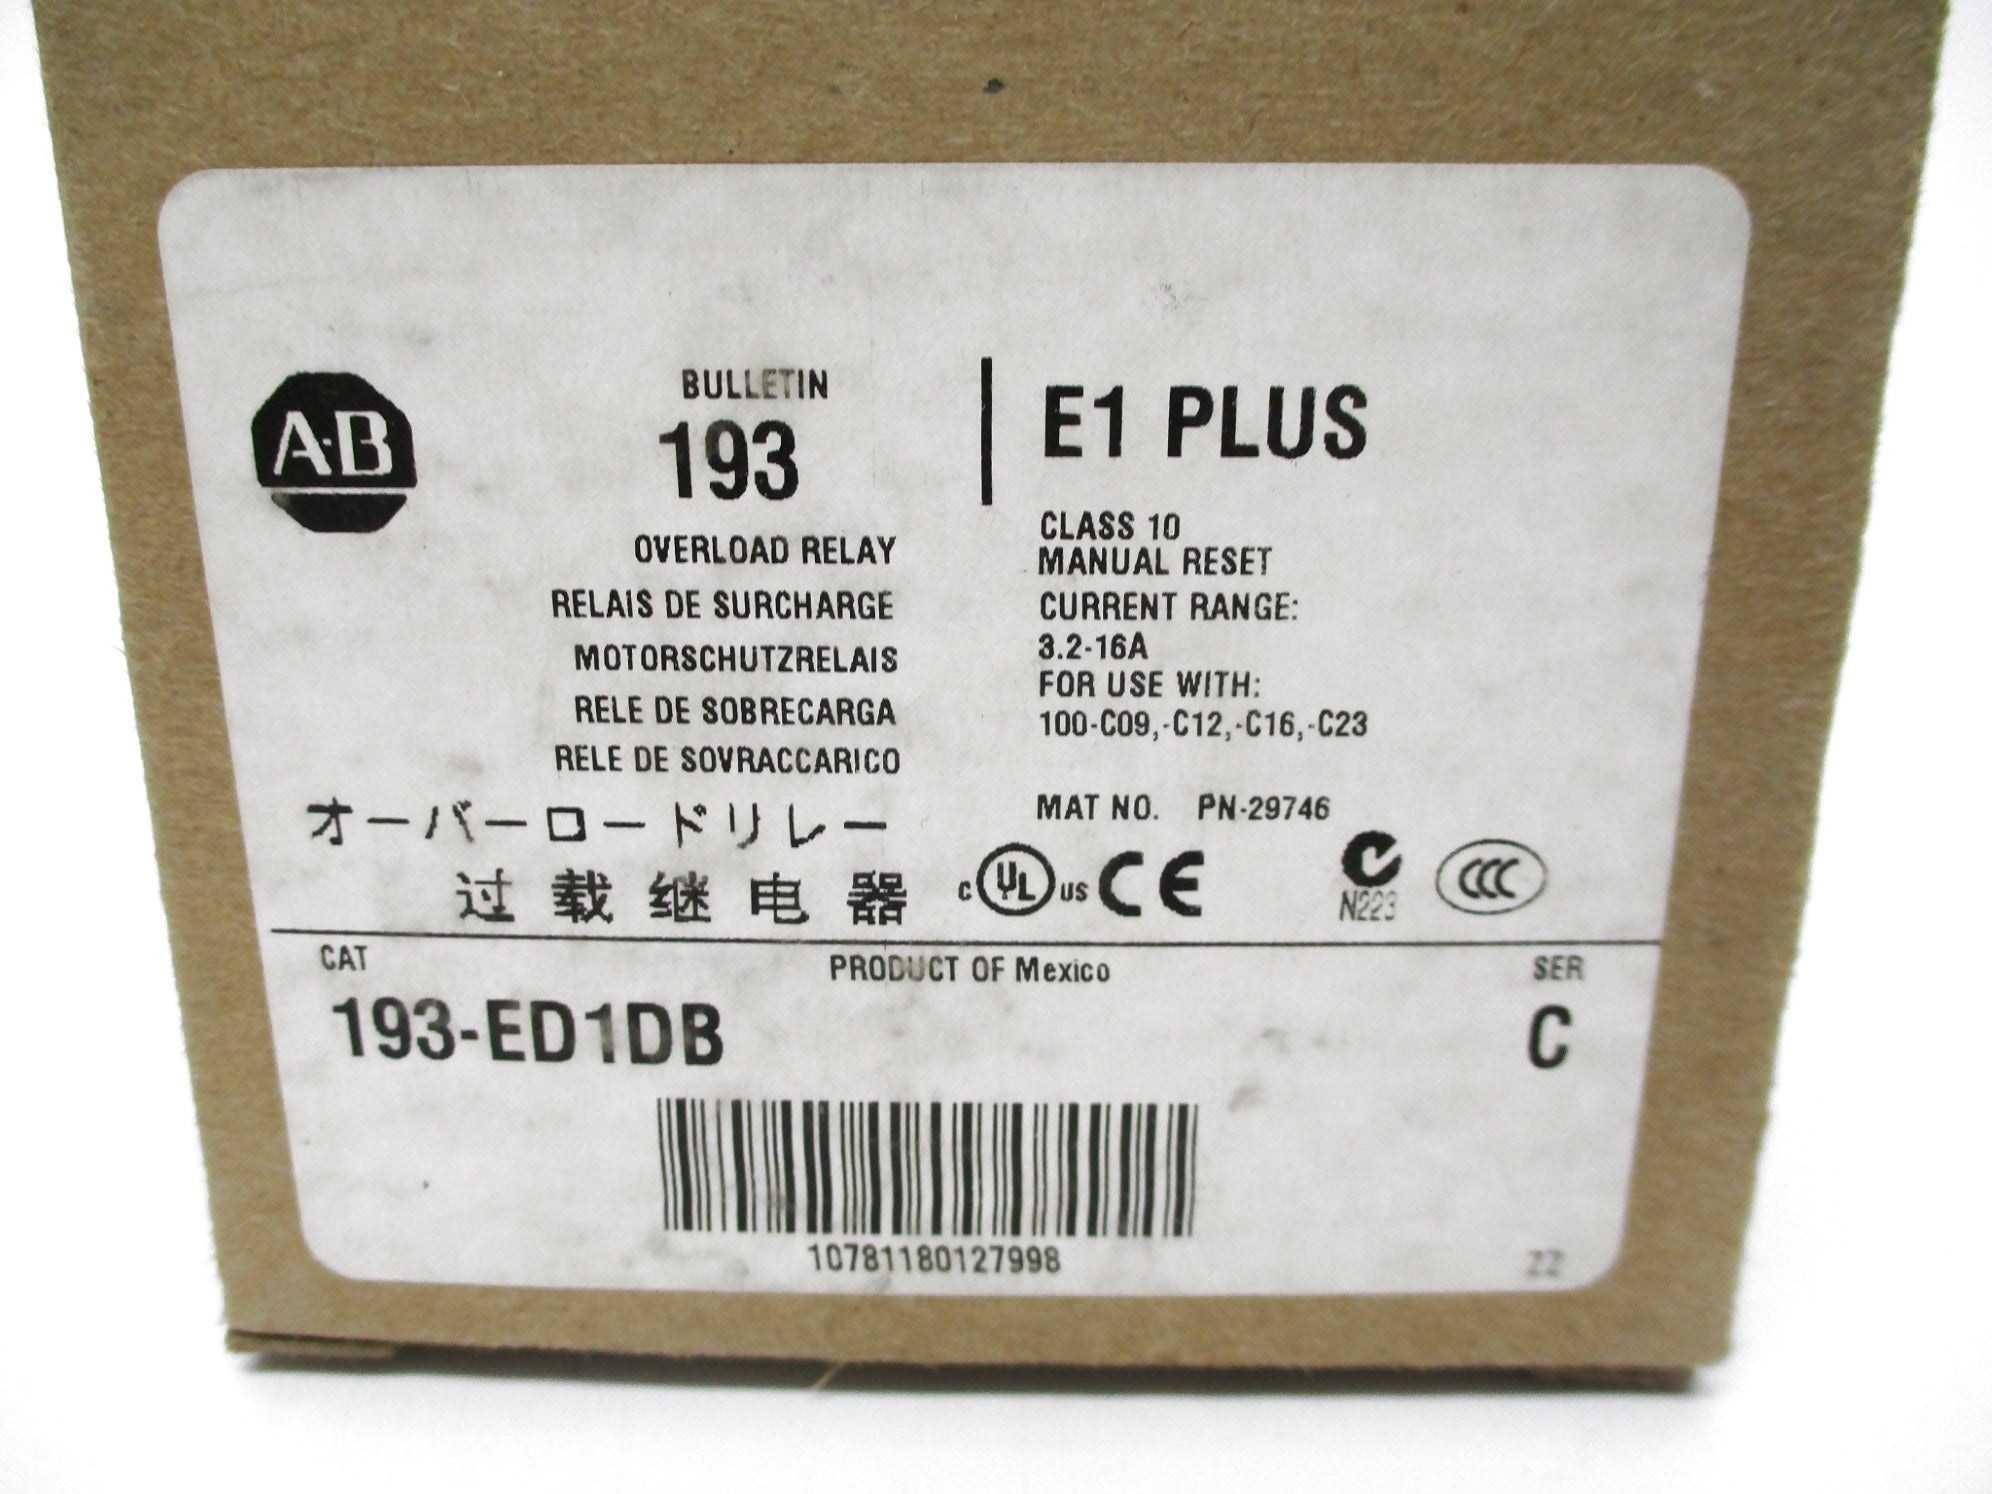 A·B
BULLETIN
193
OVERLOAD RELAY
RELAIS DE SURCHARGE
MOTORSCHUTZRELAIS
RELE DE SOBRECARGA
RELE DE SOVRACCARICO
オーバーロードリレー
过载继电器
E1 PLUS
CLASS 10
MANUAL RESET
CURRENT RANGE:
3.2-16A
FOR USE WITH:
100-C09,-C12,-C16,-C23
MAT NO. PN-29746
C UL US CE
N223
CCC
CAT
193-ED1DB
PRODUCT OF Mexico
SER
C
10781180127998
ZZ